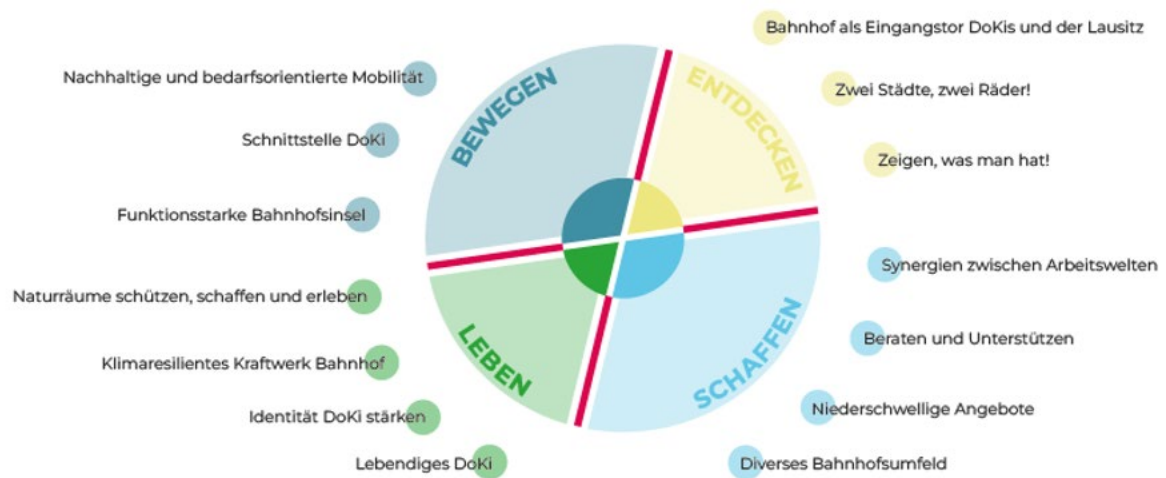 BEWEGEN
Nachhaltige und bedarfsorientierte Mobilität
Schnittstelle DoKi
Funktionsstarke Bahnhofsinsel
ENTDECKEN
Bahnhof als Eingangstor DoKis und der Lausitz
Zwei Städte, zwei Räder!
Zeigen, was man hat!
LEBEN
Naturräume schützen, schaffen und erleben
Klimaresilientes Kraftwerk Bahnhof
Identität DoKi stärken
Lebendiges DoKi
SCHAFFEN
Synergien zwischen Arbeitswelten
Beraten und Unterstützen
Niederschwellige Angebote
Diverses Bahnhofsumfeld